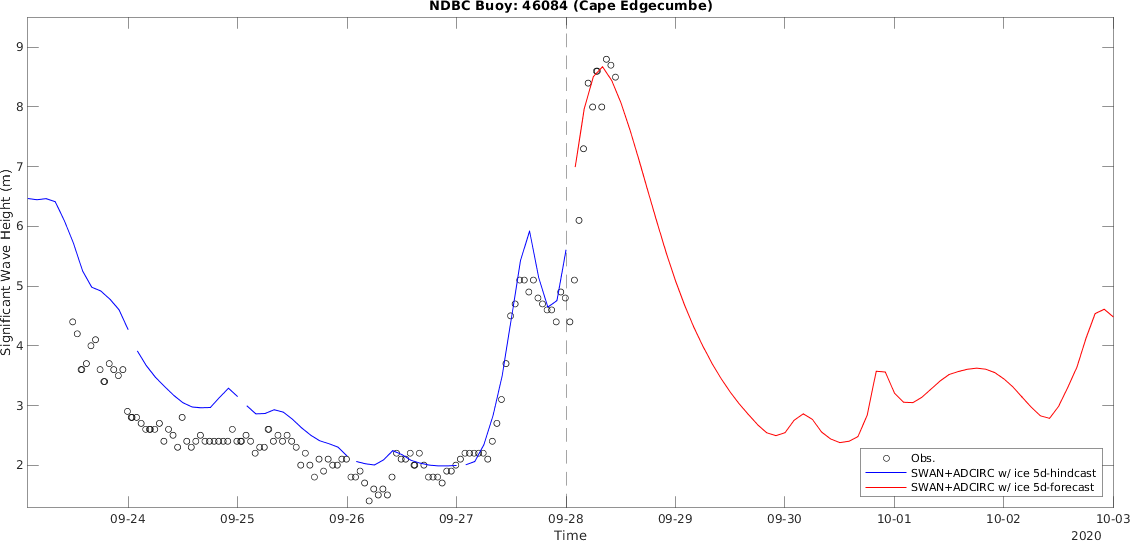 NDBC Buoy: 46084 (Cape Edgecumbe)
9
8
7
6
5
4
3
2
Significant Wave Height (m)
Obs.
SWAN+ADCIRC w/ ice 5d-hindcast
SWAN+ADCIRC w/ ice 5d-forecast
09-24 09-25 09-26 09-27 09-28 09-29 09-30 10-01 10-02 10-03
Time
2020